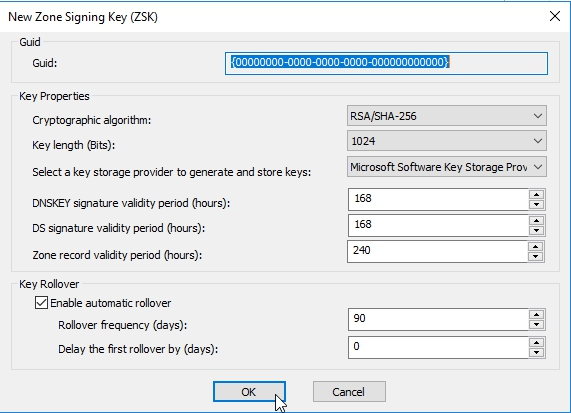 New Zone Signing Key (ZSK)
Guid
Guid: {00000000-0000-0000-0000-000000000000}
Key Properties
Cryptographic algorithm: RSA/SHA-256
Key length (Bits): 1024
Select a key storage provider to generate and store keys: Microsoft Software Key Storage Prov
DNSKEY signature validity period (hours): 168
DS signature validity period (hours): 168
Zone record validity period (hours): 240
Key Rollover
Enable automatic rollover
Rollover frequency (days): 90
Delay the first rollover by (days): 0
OK Cancel